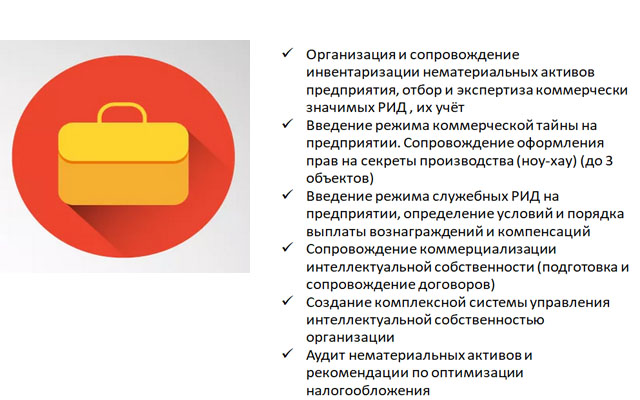 ✓ Организация и сопровождение
инвентаризации нематериальных активов
предприятия, отбор и экспертиза коммерчески
значимых РИД , их учёт
✓ Введение режима коммерческой тайны на
предприятии. Сопровождение оформления
прав на секреты производства (ноу-хау) (до 3
объектов)
✓ Введение режима служебных РИД на
предприятии, определение условий и порядка
выплаты вознаграждений и компенсаций
✓ Сопровождение коммерциализации
интеллектуальной собственности (подготовка и
сопровождение договоров)
✓ Создание комплексной системы управления
интеллектуальной собственностью
организации
✓ Аудит нематериальных активов и
рекомендации по оптимизации
налогообложения